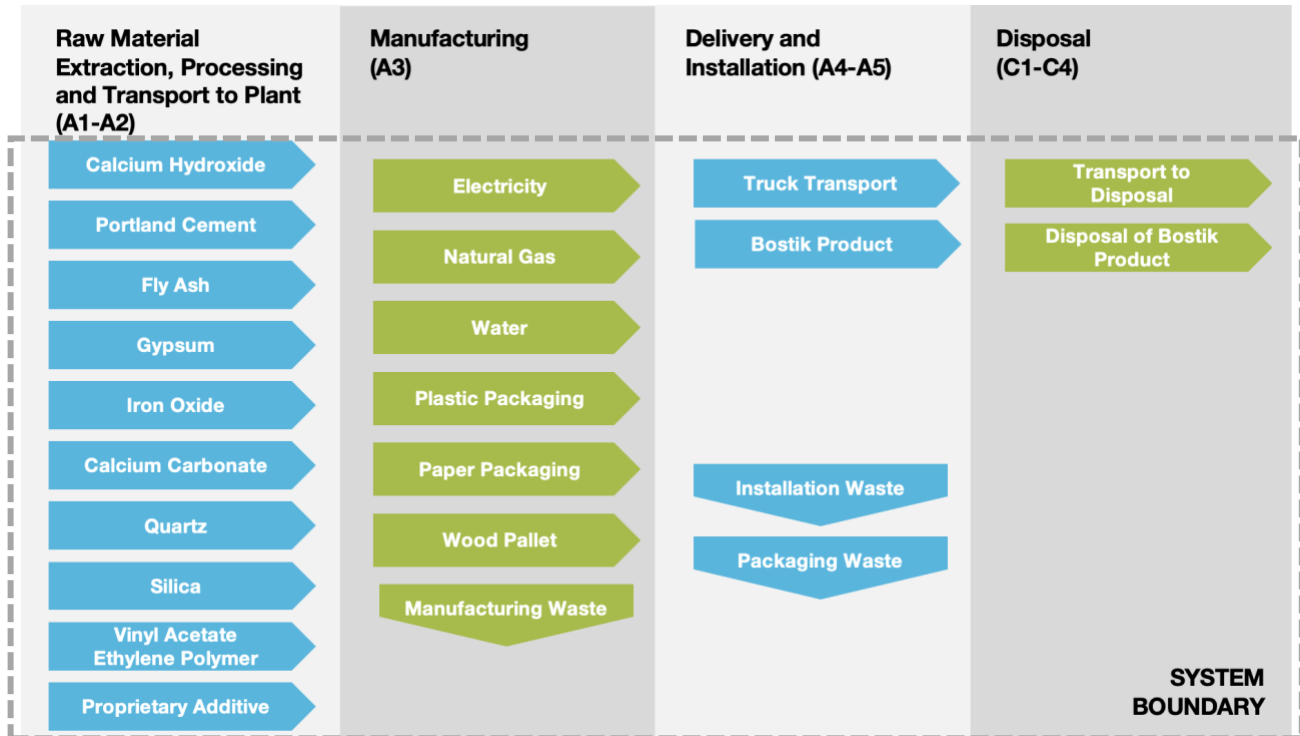 Raw Material
Extraction, Processing
and Transport to Plant
(A1-A2)
Calcium Hydroxide
Portland Cement
Fly Ash
Gypsum
Iron Oxide
Calcium Carbonate
Quartz
Silica
Vinyl Acetate
Ethylene Polymer
Proprietary Additive
Manufacturing
(A3)
Electricity
Natural Gas
Water
Plastic Packaging
Paper Packaging
Wood Pallet
Manufacturing Waste
Delivery and
Installation (A4-A5)
Truck Transport
Bostik Product
Installation Waste
Packaging Waste
Disposal
(C1-C4)
Transport to
Disposal
Disposal of Bostik
Product
SYSTEM
BOUNDARY